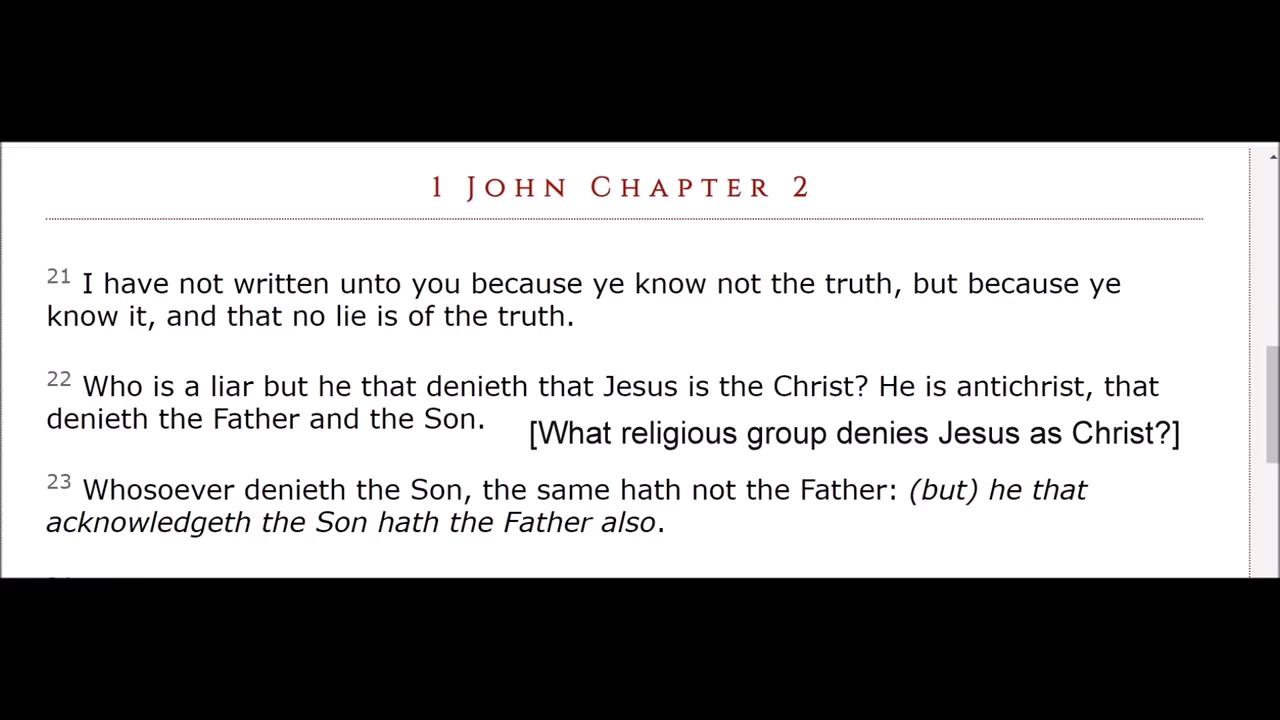 1 John Chapter 2
21 I have not written unto you because ye know not the truth, but because ye
know it, and that no lie is of the truth.
22 Who is a liar but he that denieth that Jesus is the Christ? He is antichrist, that
denieth the Father and the Son.
[What religious group denies Jesus as Christ?]
23 Whosoever denieth the Son, the same hath not the Father: (but) he that
acknowledgeth the Son hath the Father also.